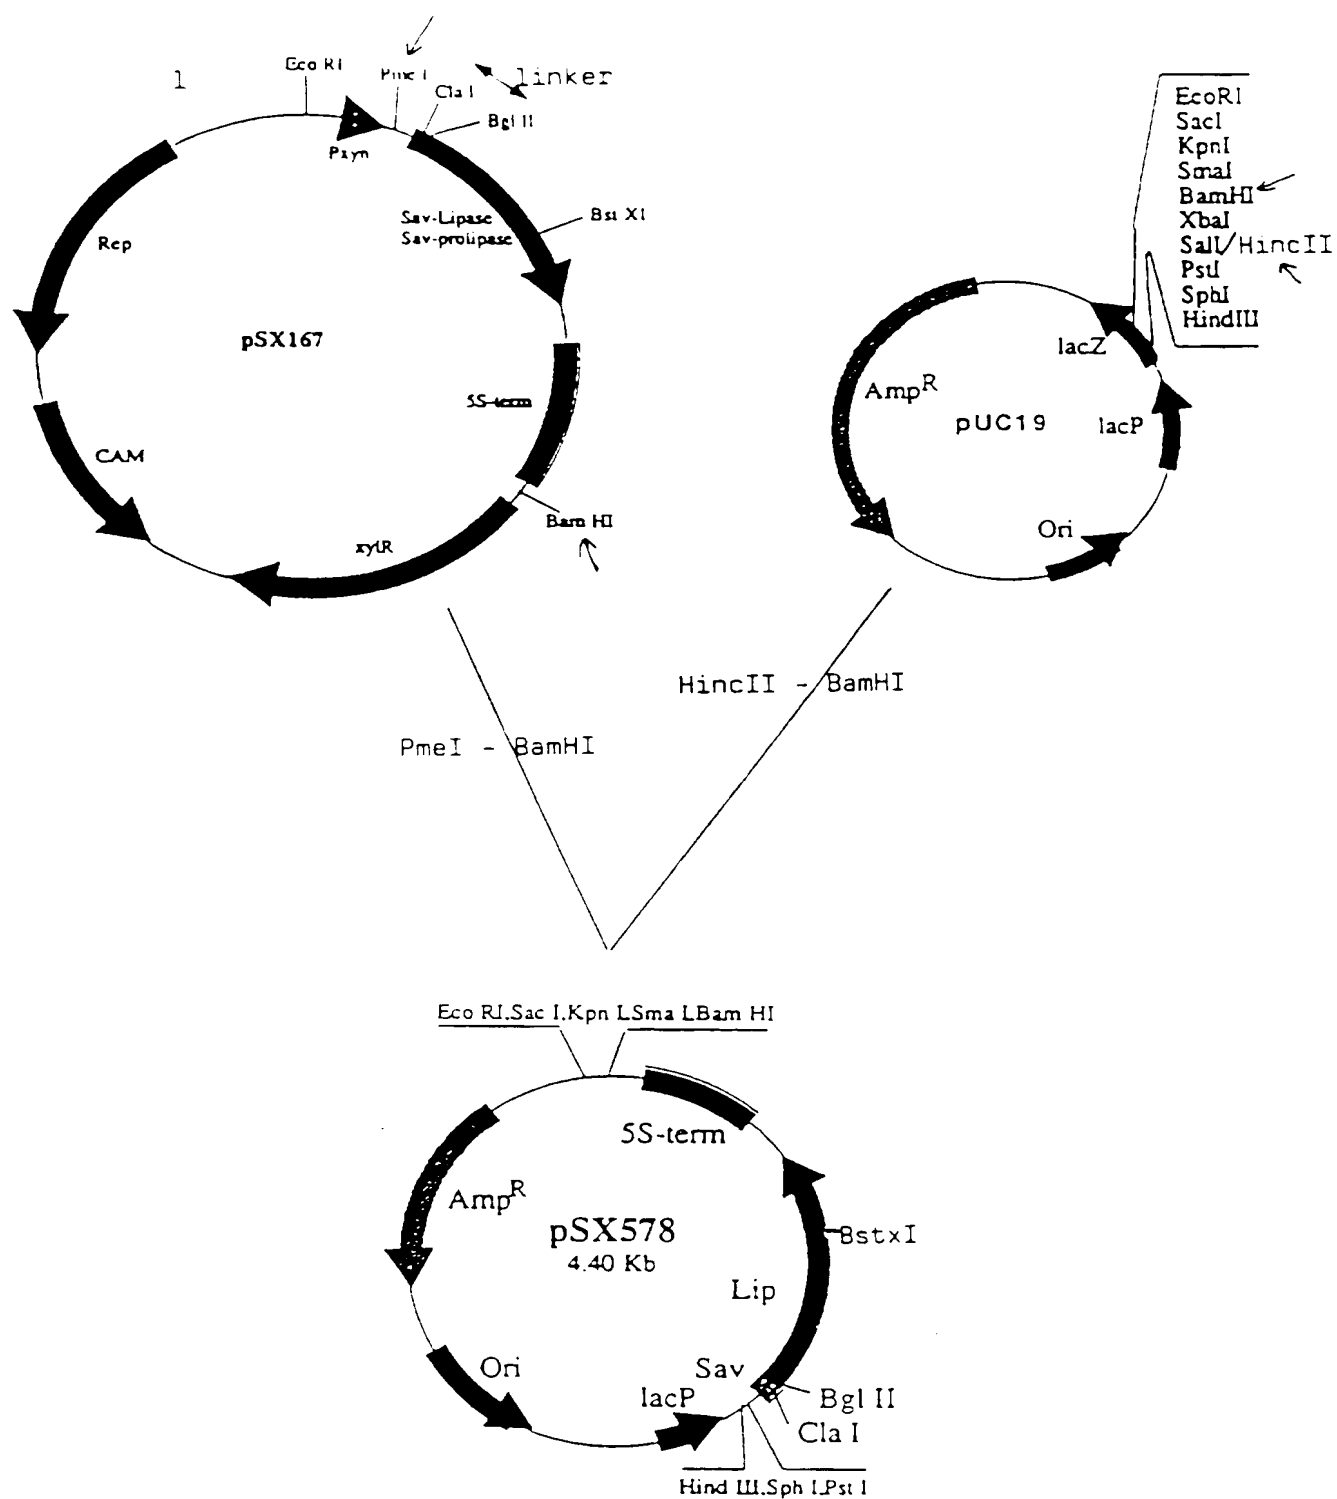 1
Eco RI
Pme I
linker
Cla I
Bgl II
Pxyn
Sav-Lipase
Sav-prolipase
Bst XI
Rep
pSX167
5S-term
CAM
Bam HI
xylR
EcoRI
SacI
KpnI
SmaI
BamHI
XbaI
SalI/HincII
PstI
SphI
HindIII
lacZ
AmpR
pUC19
lacP
Ori
HincII - BamHI
PmeI - BamHI
Eco RI.Sac I.Kpn I.Sma I.Bam HI
5S-term
AmpR
pSX578
4.40 Kb
BstxI
Lip
Ori
Sav
lacP
Bgl II
Cla I
Hind III.Sph I.Pst I